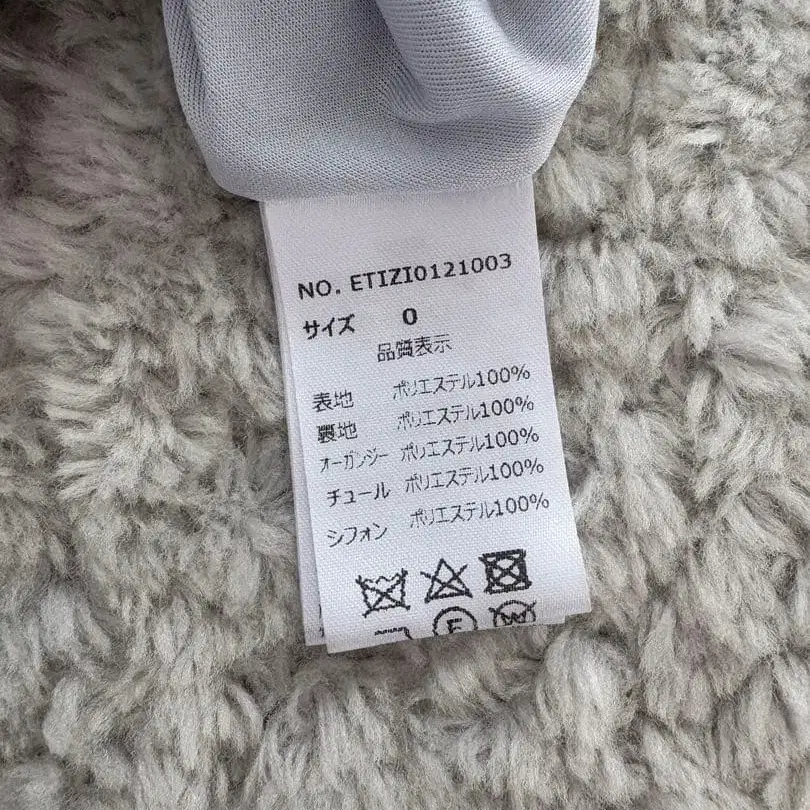 NO. ETIZI0121003
サイズ 0
品質表示
表地 ポリエステル100%
裏地 ポリエステル100%
オーガンジー ポリエステル100%
チュール ポリエステル100%
シフォン ポリエステル100%
F W